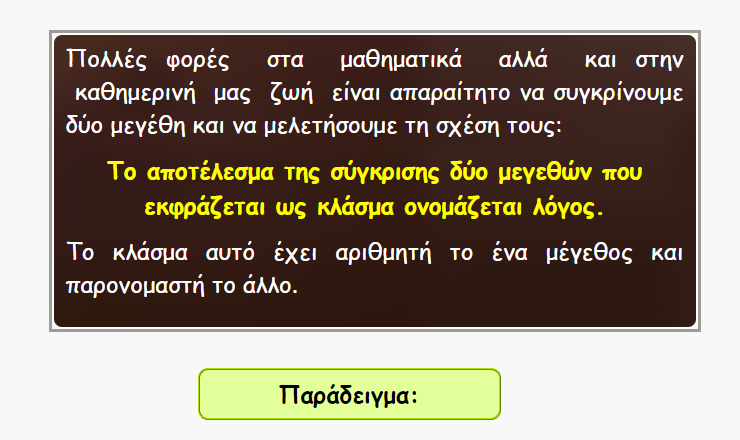 Πολλές φορές στα μαθηματικά αλλά και στην
καθημερινή μας ζωή είναι απαραίτητο να συγκρίνουμε
δύο μεγέθη και να μελετήσουμε τη σχέση τους:
Το αποτέλεσμα της σύγκρισης δύο μεγεθών που
εκφράζεται ως κλάσμα ονομάζεται λόγος.
Το κλάσμα αυτό έχει αριθμητή το ένα μέγεθος και
παρονομαστή το άλλο.
Παράδειγμα: